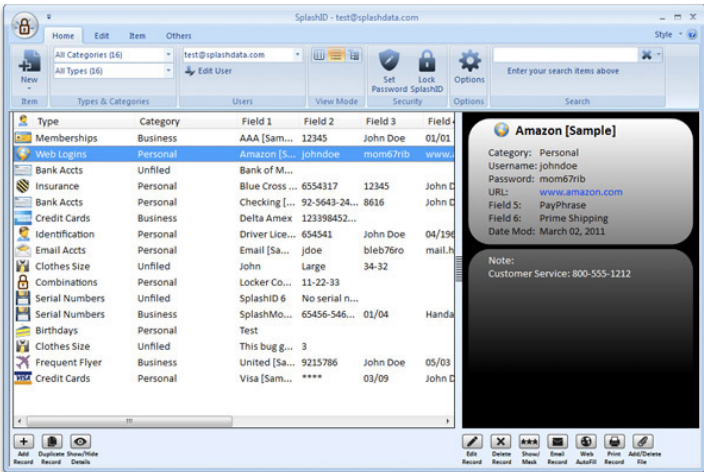 SplashID - test@splashdata.com
Home Edit Item Others Style
All Categories (16) test@splashdata.com
All Types (16) Edit User
New Set Password Lock SplashID Options Enter your search items above
Item Types & Categories Users View Mode Security Options Search
Type Category Field 1 Field 2 Field 3 Field
Memberships Business AAA [Sam... 12345 John Doe 01/01
Web Logins Personal Amazon [S... johndoe mom67rib www.
Bank Accts Unfiled Bank of M...
Insurance Personal Blue Cross ... 6554317 12345 John D
Bank Accts Personal Checking [... 92-5643-24... 8616 John D
Credit Cards Business Delta Amex 123398452...
Identification Personal Driver Lice... 654541 John Doe 04/196
Email Accts Personal Email [Sa... jdoe bleb76ro mail.h
Clothes Size Unfiled John Large 34-32
Combinations Personal Locker Co... 11-22-33
Serial Numbers Unfiled SplashID 6 No serial n...
Serial Numbers Business SplashMo... 65456-546... 01/04 Handa
Birthdays Personal Test
Clothes Size Unfiled This bug g... 3
Frequent Flyer Business United [Sa... 9215786 John Doe 05/03
VISA Credit Cards Personal Visa [Sam... **** 03/09 John D
Amazon [Sample]
Category: Personal
Username: johndoe
Password: mom67rib
URL: www.amazon.com
Field 5: PayPhrase
Field 6: Prime Shipping
Date Mod: March 02, 2011
Note:
Customer Service: 800-555-1212
Add Record Duplicate Record Show/Hide Details Edit Record Delete Record Show/Mask Email Record Web AutoFill Print Record Add/Delete File